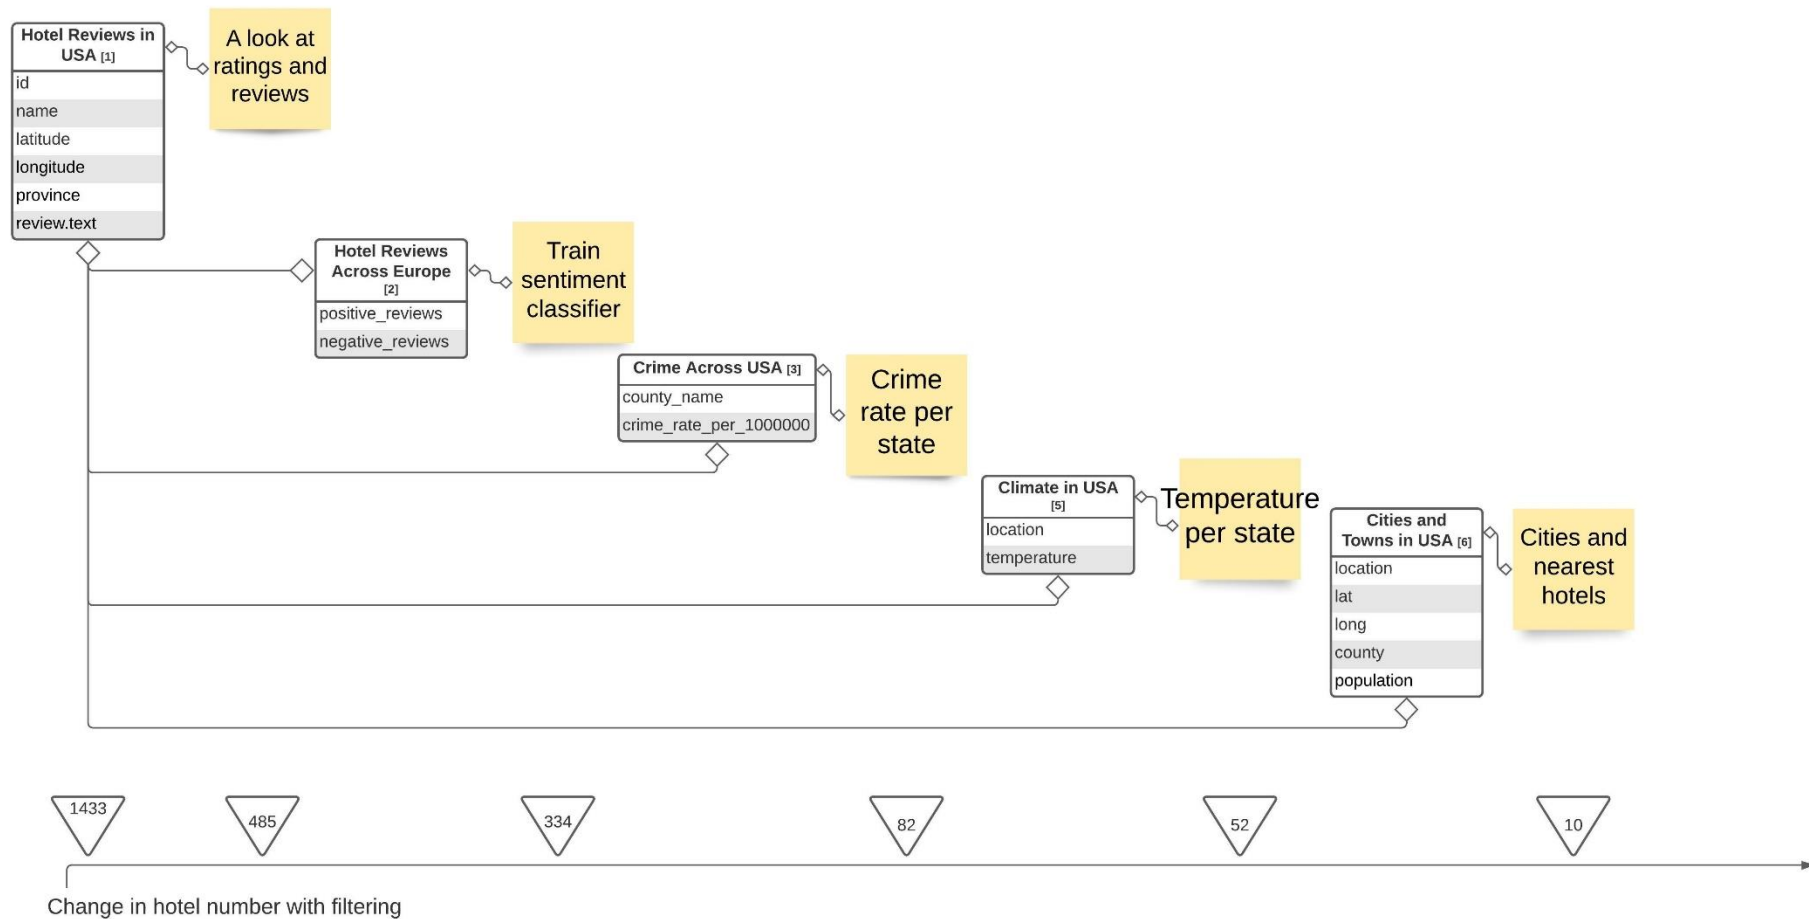 Hotel Reviews in
USA [1]
id
name
latitude
longitude
province
review.text
A look at
ratings and
reviews
Hotel Reviews
Across Europe
[2]
positive_reviews
negative_reviews
Train
sentiment
classifier
Crime Across USA [3]
county_name
crime_rate_per_1000000
Crime
rate per
state
Climate in USA
[5]
location
temperature
Temperature
per state
Cities and
Towns in USA [6]
location
lat
long
county
population
Cities and
nearest
hotels
1433
485
334
82
52
10
Change in hotel number with filtering